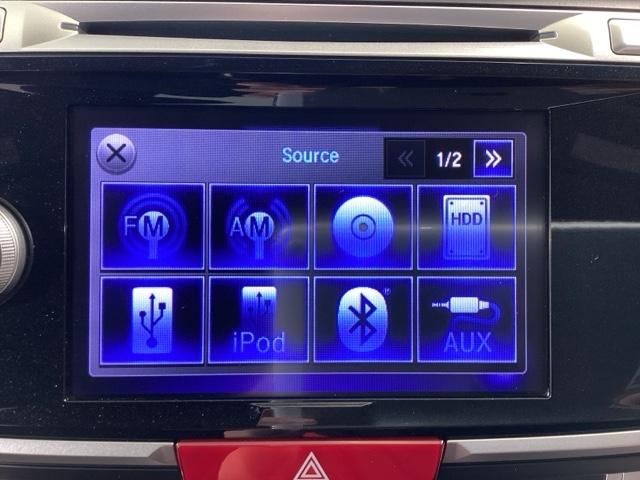 Source
1/2
FM
AM
HDD
iPod
AUX